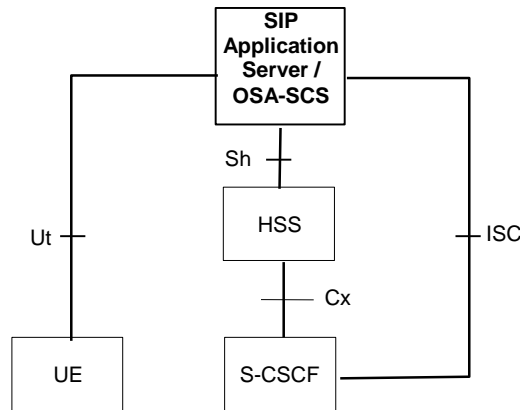 SIP
Application
Server /
OSA-SCS
Sh
HSS
Ut
ISC
Cx
UE
S-CSCF